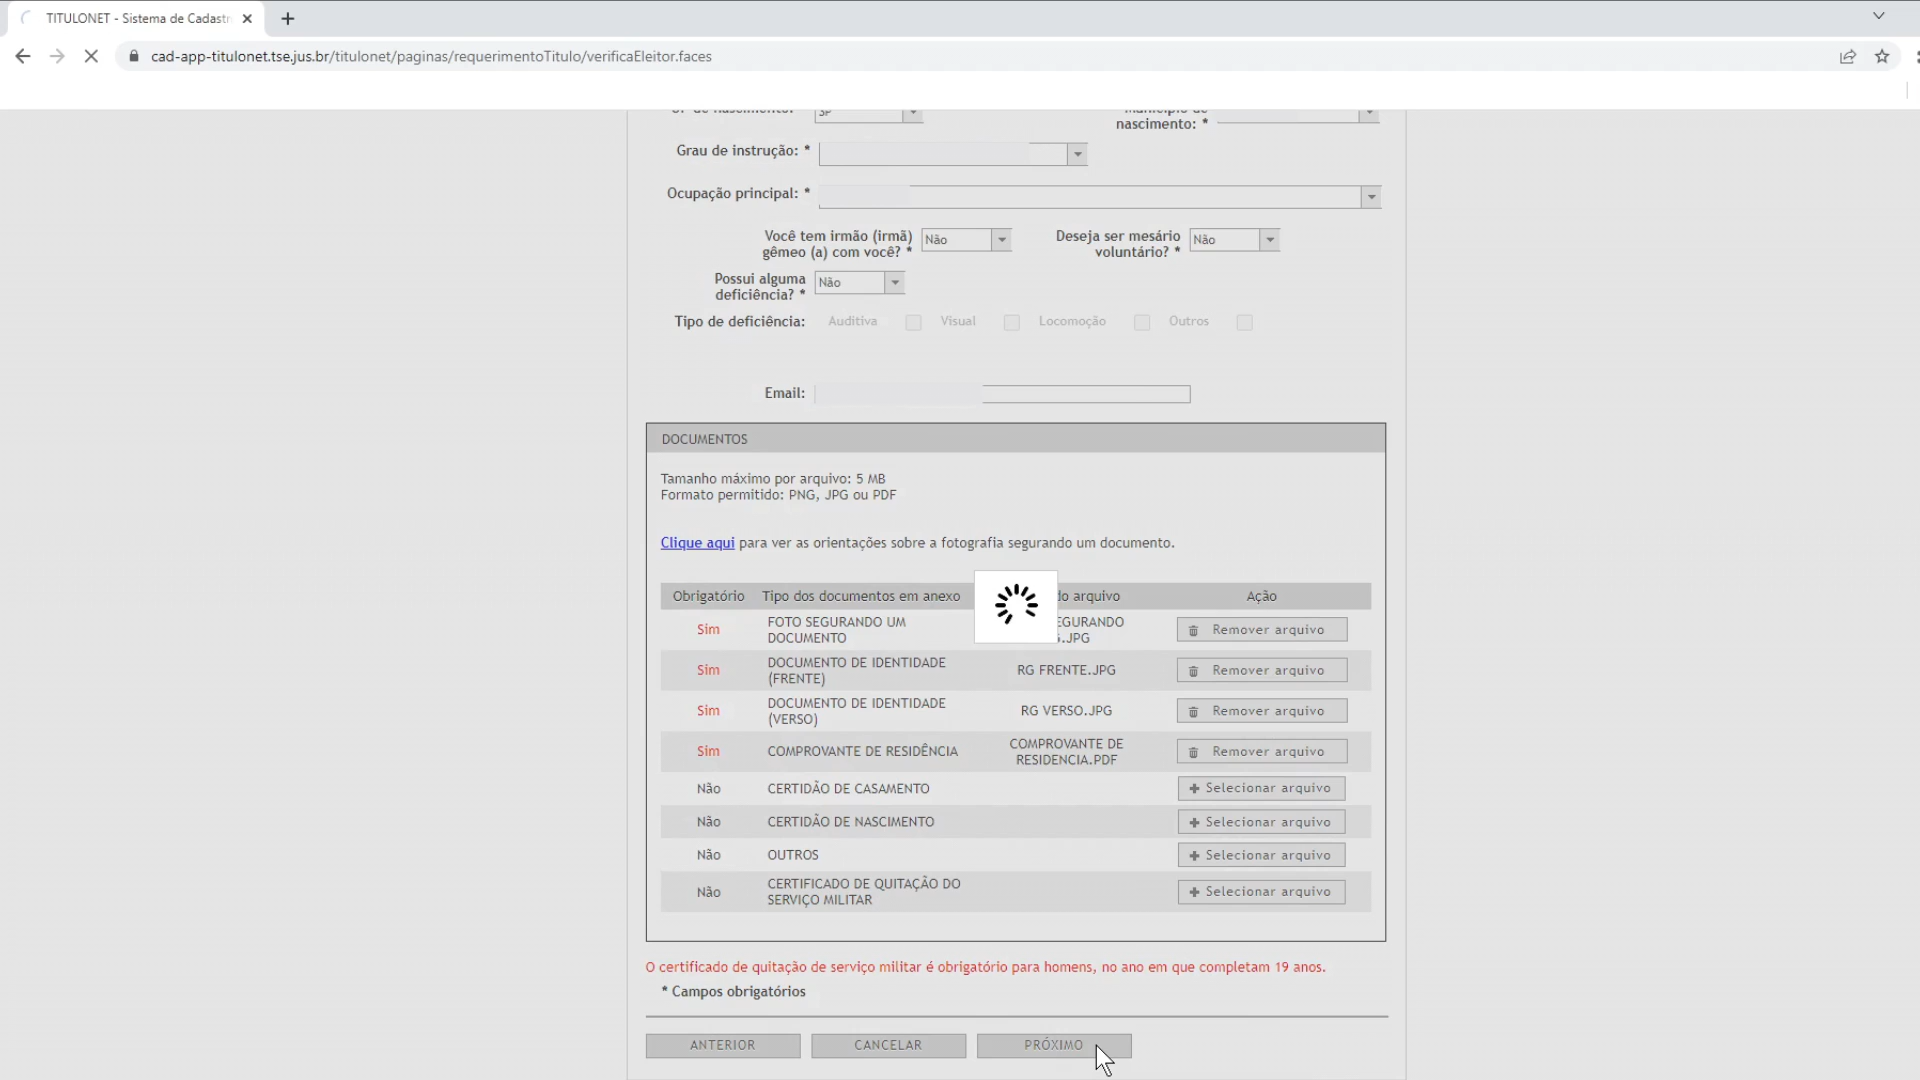 TITULONET - Sistema de Cadastr
cad-app-titulonet.tse.jus.br/titulonet/paginas/requerimentoTitulo/verificaEleitor.faces
SP
nascimento: *
Grau de instrução: *
Ocupação principal: *
Você tem irmão (irmã) gêmeo (a) com você? * Não
Deseja ser mesário voluntário? * Não
Possui alguma deficiência? * Não
Tipo de deficiência: Auditiva Visual Locomoção Outros
Email:
DOCUMENTOS
Tamanho máximo por arquivo: 5 MB
Formato permitido: PNG, JPG ou PDF
Clique aqui para ver as orientações sobre a fotografia segurando um documento.
Obrigatório Tipo dos documentos em anexo arquivo Ação
Sim FOTO SEGURANDO UM DOCUMENTO .JPG Remover arquivo
Sim DOCUMENTO DE IDENTIDADE (FRENTE) RG FRENTE.JPG Remover arquivo
Sim DOCUMENTO DE IDENTIDADE (VERSO) RG VERSO.JPG Remover arquivo
Sim COMPROVANTE DE RESIDÊNCIA COMPROVANTE DE RESIDENCIA.PDF Remover arquivo
Não CERTIDÃO DE CASAMENTO Selecionar arquivo
Não CERTIDÃO DE NASCIMENTO Selecionar arquivo
Não OUTROS Selecionar arquivo
Não CERTIFICADO DE QUITAÇÃO DO SERVIÇO MILITAR Selecionar arquivo
O certificado de quitação de serviço militar é obrigatório para homens, no ano em que completam 19 anos.
* Campos obrigatórios
ANTERIOR CANCELAR PRÓXIMO